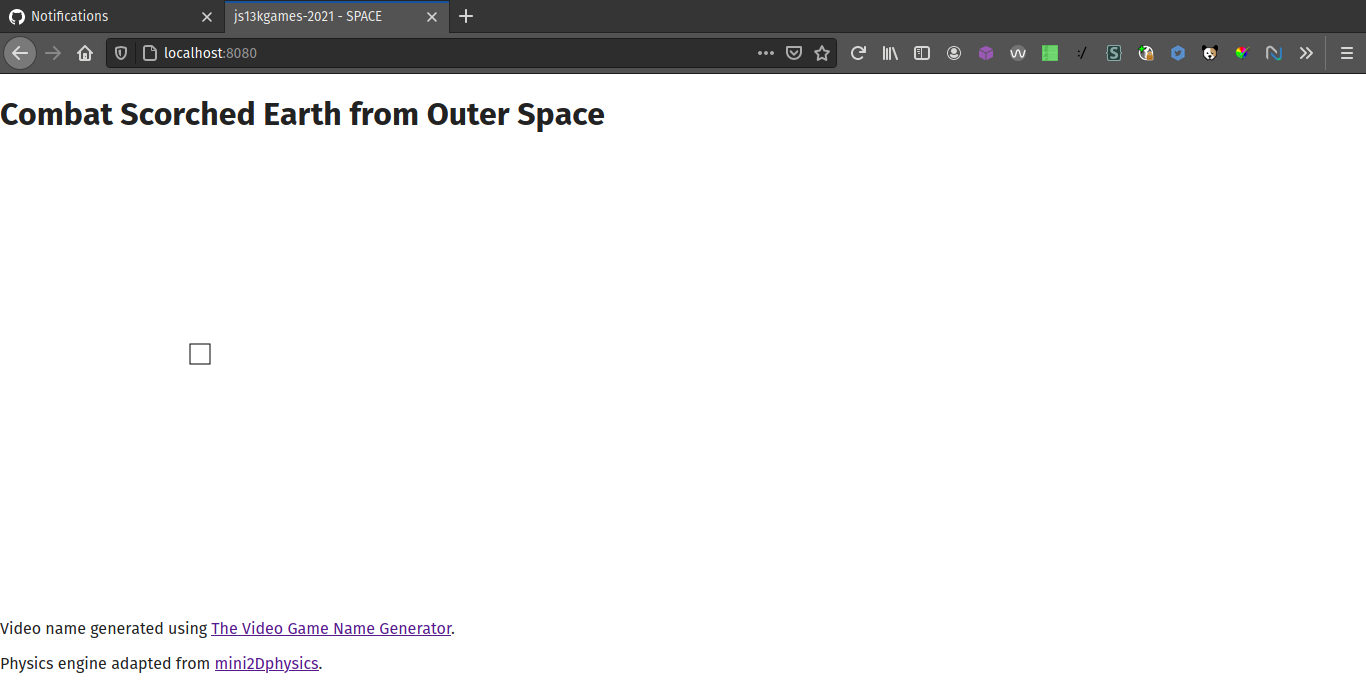 Notifications
js13kgames-2021 - SPACE
localhost:8080
Combat Scorched Earth from Outer Space
Video name generated using The Video Game Name Generator.
Physics engine adapted from mini2Dphysics.